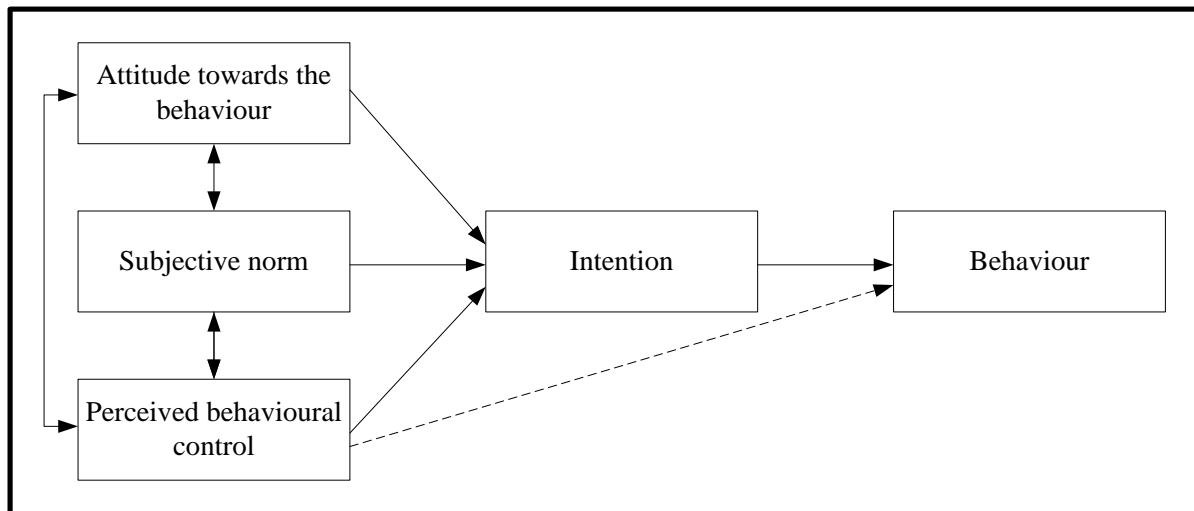 Attitude towards the
behaviour
Subjective norm
Intention
Behaviour
Perceived behavioural
control